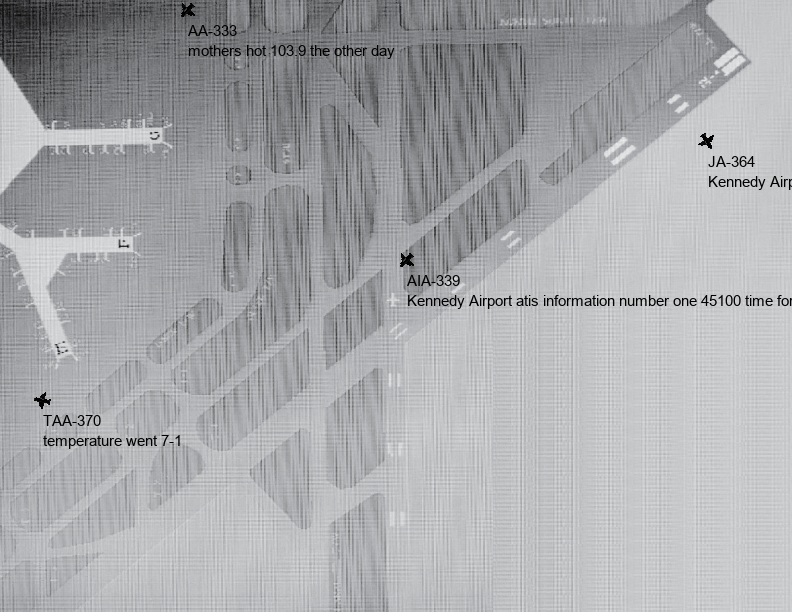 AA-333
mothers hot 103.9 the other day
JA-364
Kennedy Airp
AIA-339
Kennedy Airport atis information number one 45100 time for
TAA-370
temperature went 7-1